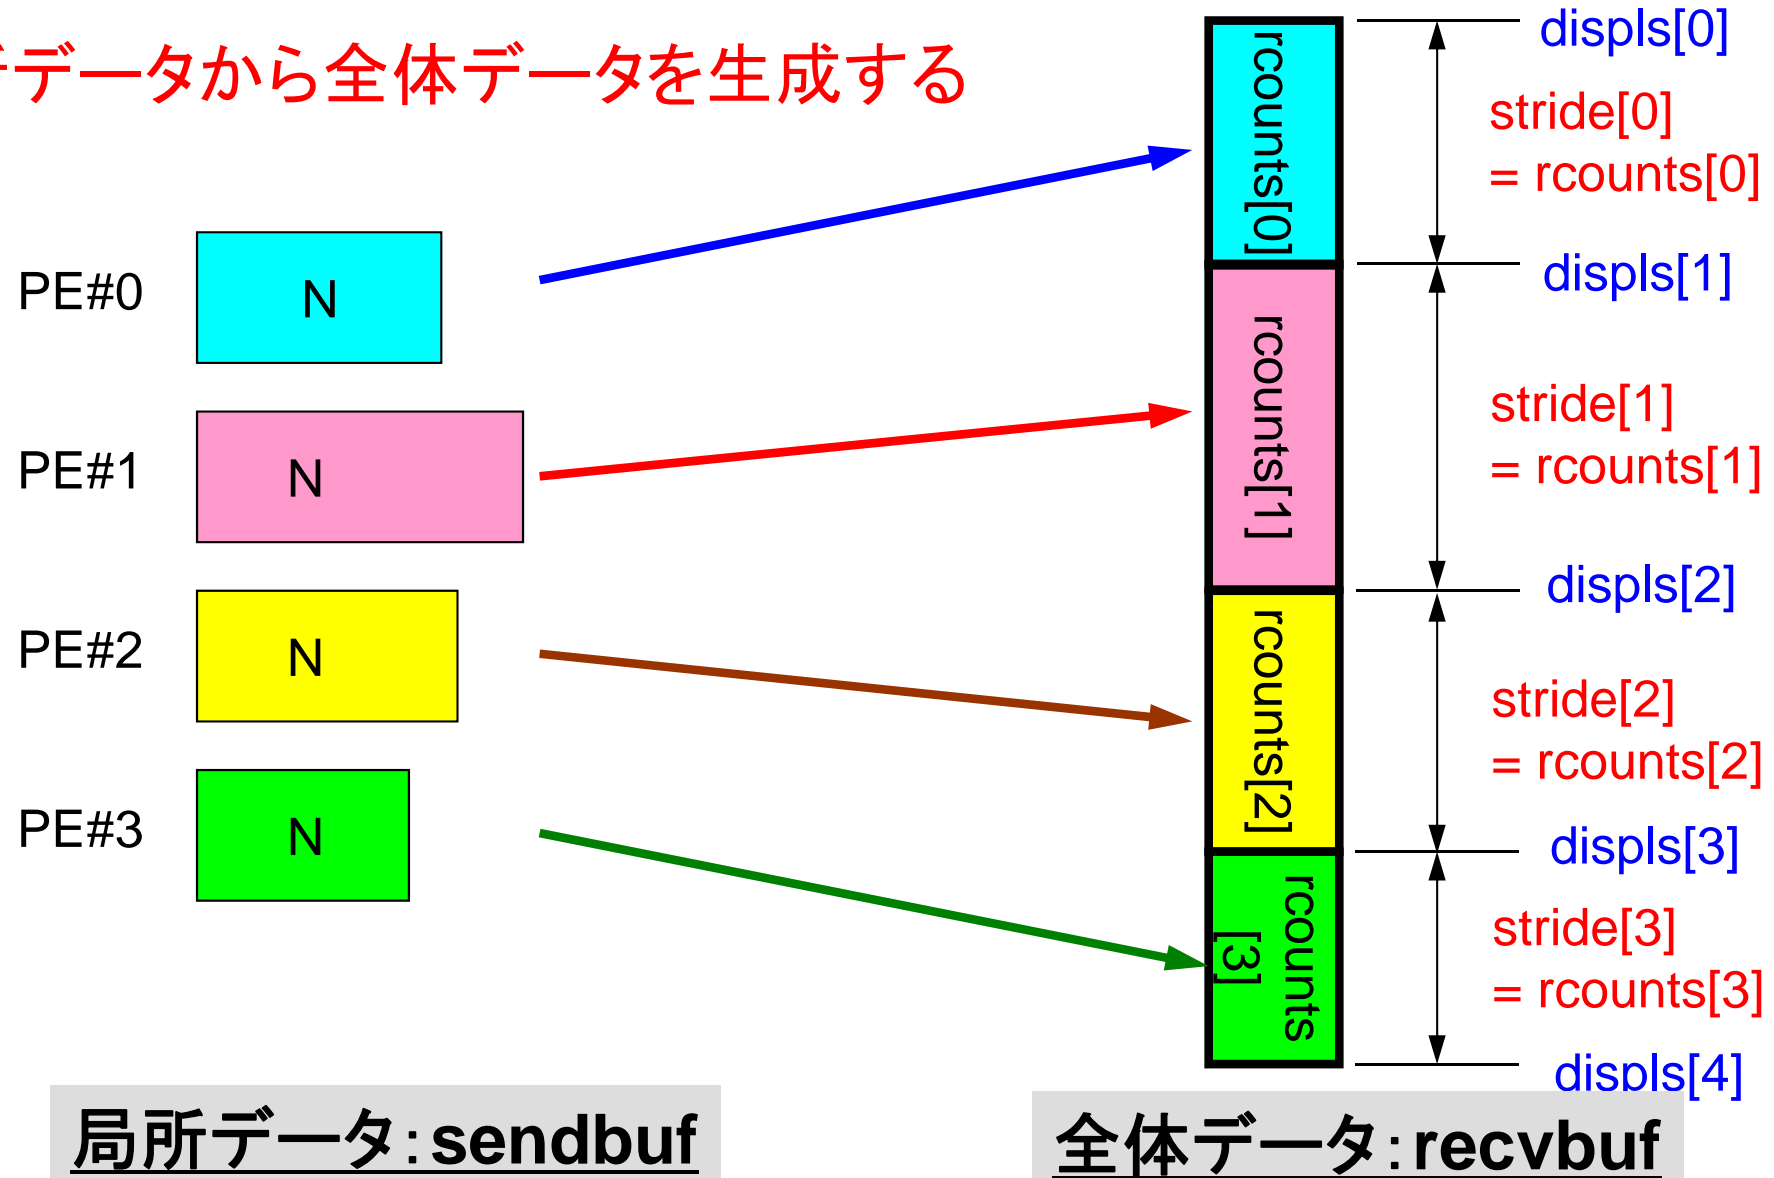 データから全体データを生成する
PE#0
N
PE#1
N
PE#2
N
PE#3
N
局所データ:sendbuf
rcounts[0]
rcounts[1]
rcounts[2]
rcounts
[3]
displs[0]
stride[0]
= rcounts[0]
displs[1]
stride[1]
= rcounts[1]
displs[2]
stride[2]
= rcounts[2]
displs[3]
stride[3]
= rcounts[3]
displs[4]
全体データ:recvbuf